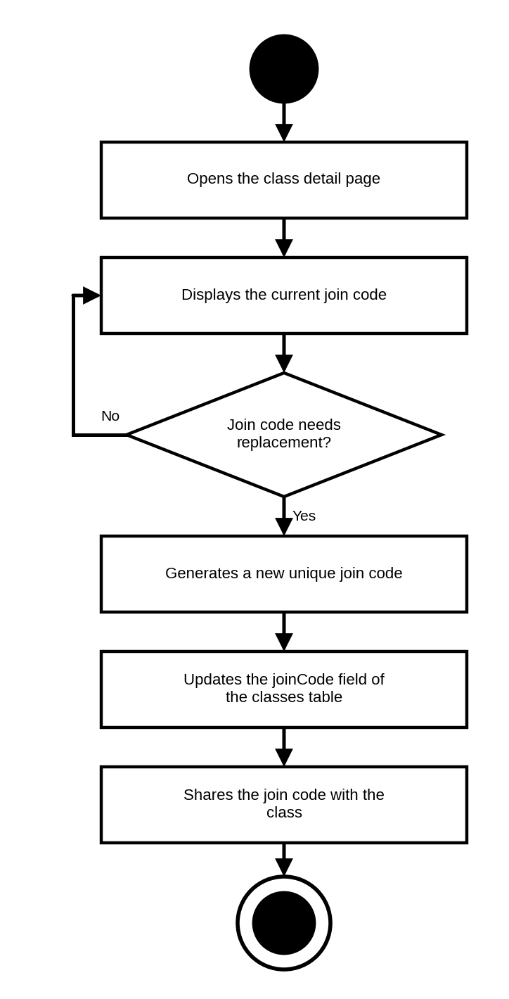 Opens the class detail page
Displays the current join code
No
Join code needs
replacement?
Yes
Generates a new unique join code
Updates the joinCode field of
the classes table
Shares the join code with the
class